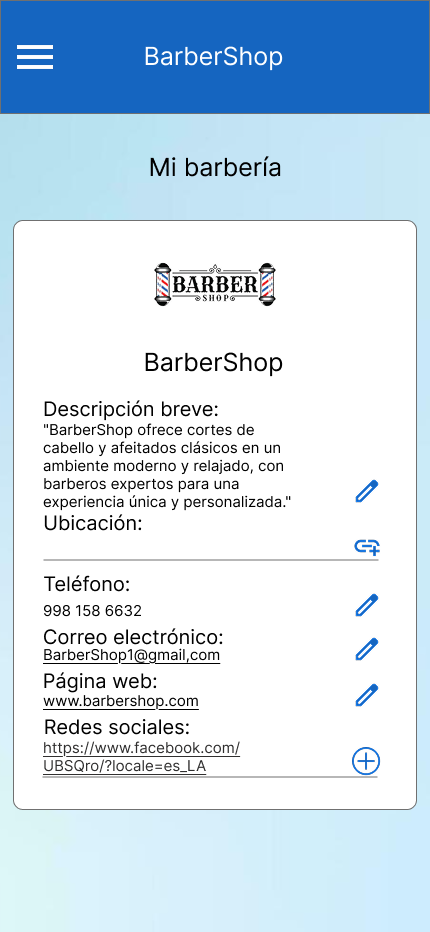 BarberShop
Mi barbería
BARBER
SHOP
BarberShop
Descripción breve:
"BarberShop ofrece cortes de
cabello y afeitados clásicos en un
ambiente moderno y relajado, con
barberos expertos para una
experiencia única y personalizada."
Ubicación:
Teléfono:
998 158 6632
Correo electrónico:
BarberShop1@gmail,com
Página web:
www.barbershop.com
Redes sociales:
https://www.facebook.com/
UBSQro/?locale=es_LA